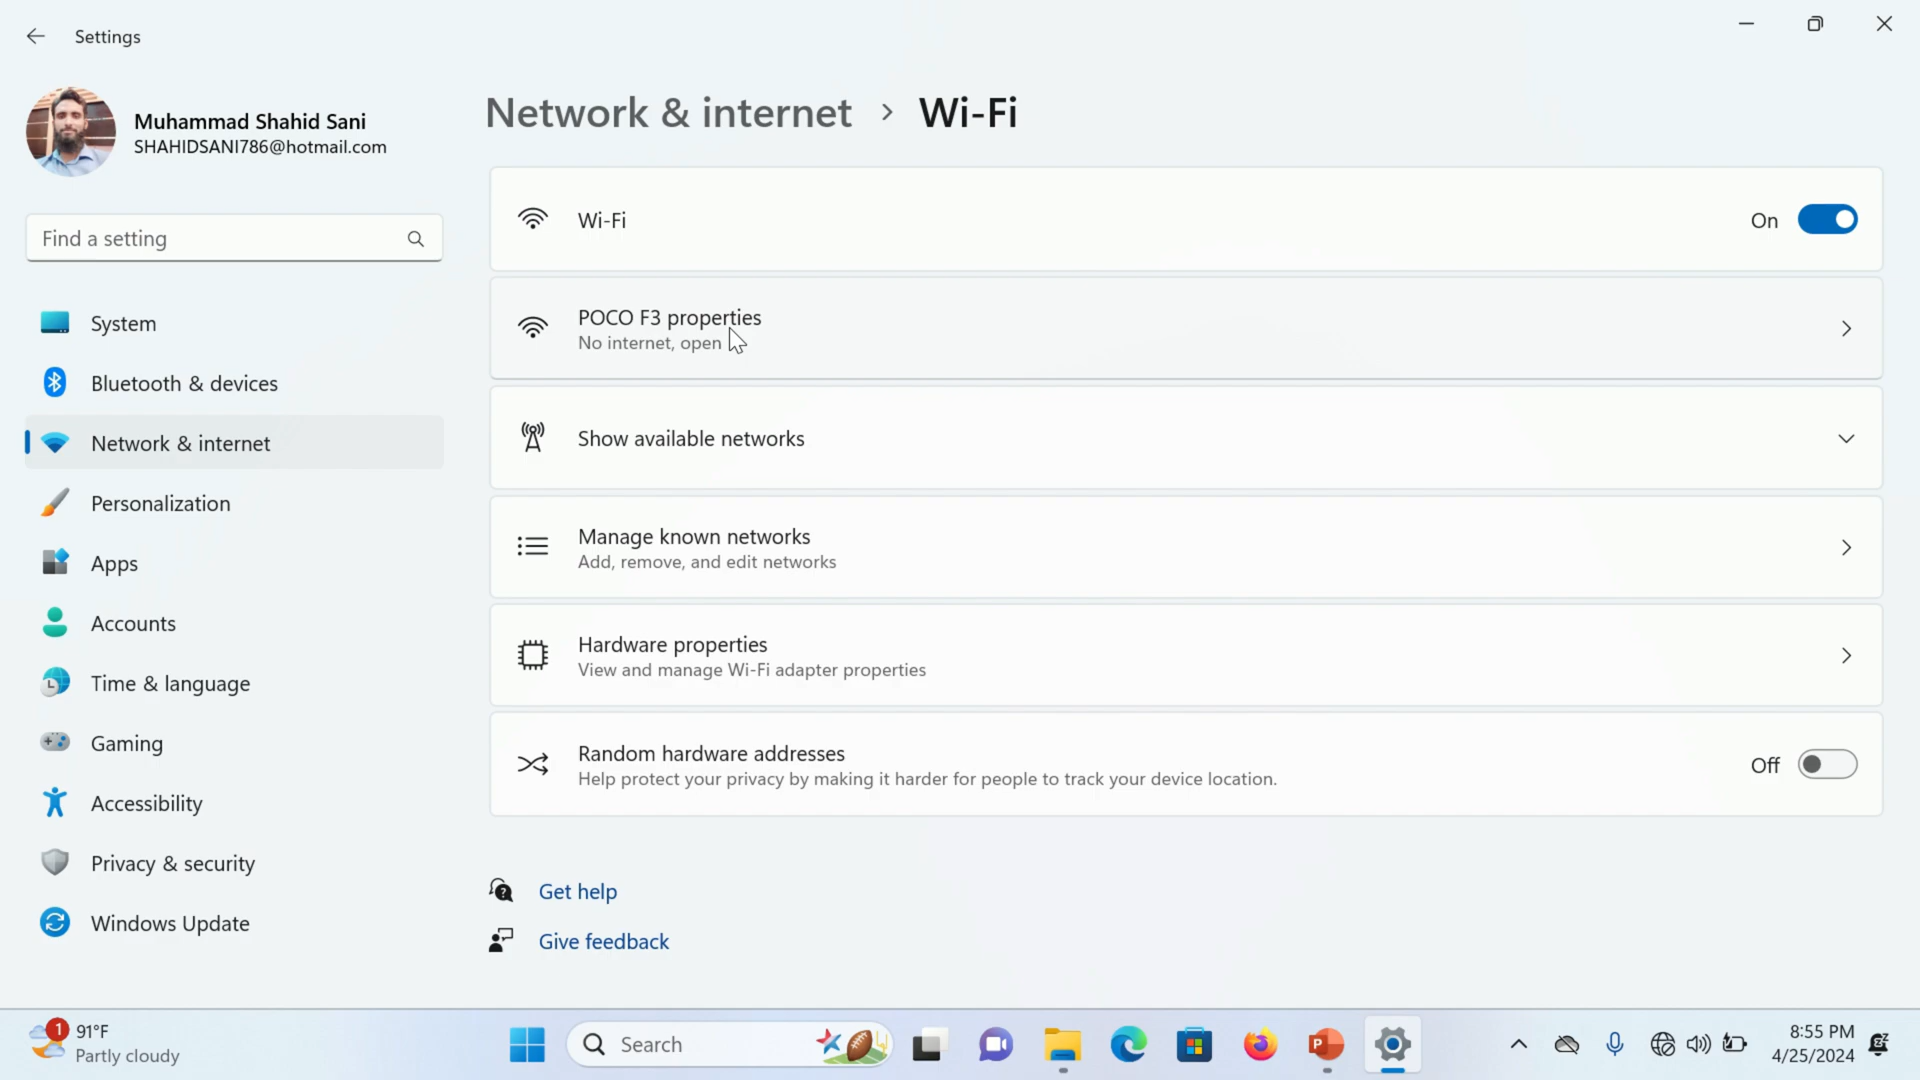 Settings
Muhammad Shahid Sani
SHAHIDSANI786@hotmail.com
Find a setting
System
Bluetooth & devices
Network & internet
Personalization
Apps
Accounts
Time & language
Gaming
Accessibility
Privacy & security
Windows Update
Network & internet > Wi-Fi
Wi-Fi
On
POCO F3 properties
No internet, open
Show available networks
Manage known networks
Add, remove, and edit networks
Hardware properties
View and manage Wi-Fi adapter properties
Random hardware addresses
Help protect your privacy by making it harder for people to track your device location.
Off
Get help
Give feedback
1
91°F
Partly cloudy
Search
P
8:55 PM
4/25/2024